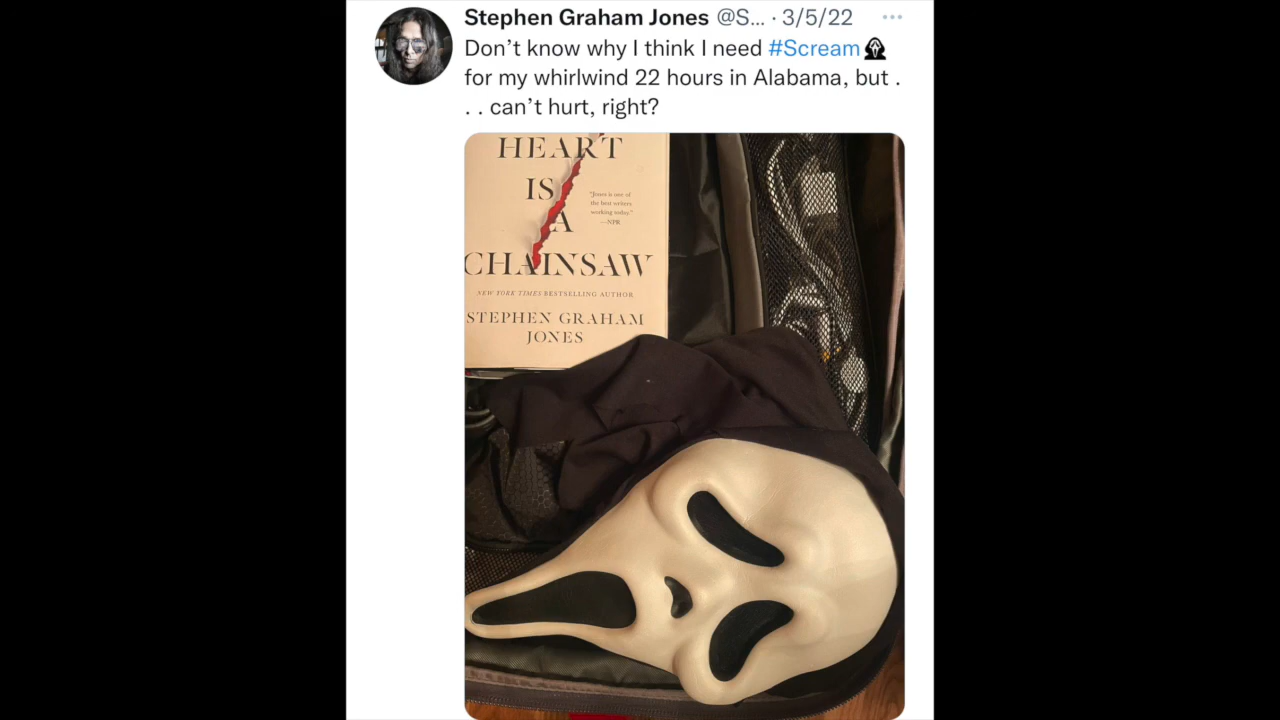 Stephen Graham Jones @S... · 3/5/22 ...
Don’t know why I think I need #Scream
for my whirlwind 22 hours in Alabama, but .
. . can’t hurt, right?
HEART
IS
A
CHAINSAW
"Jones is one of
the best writers
working today."
—NPR
NEW YORK TIMES BESTSELLING AUTHOR
STEPHEN GRAHAM
JONES